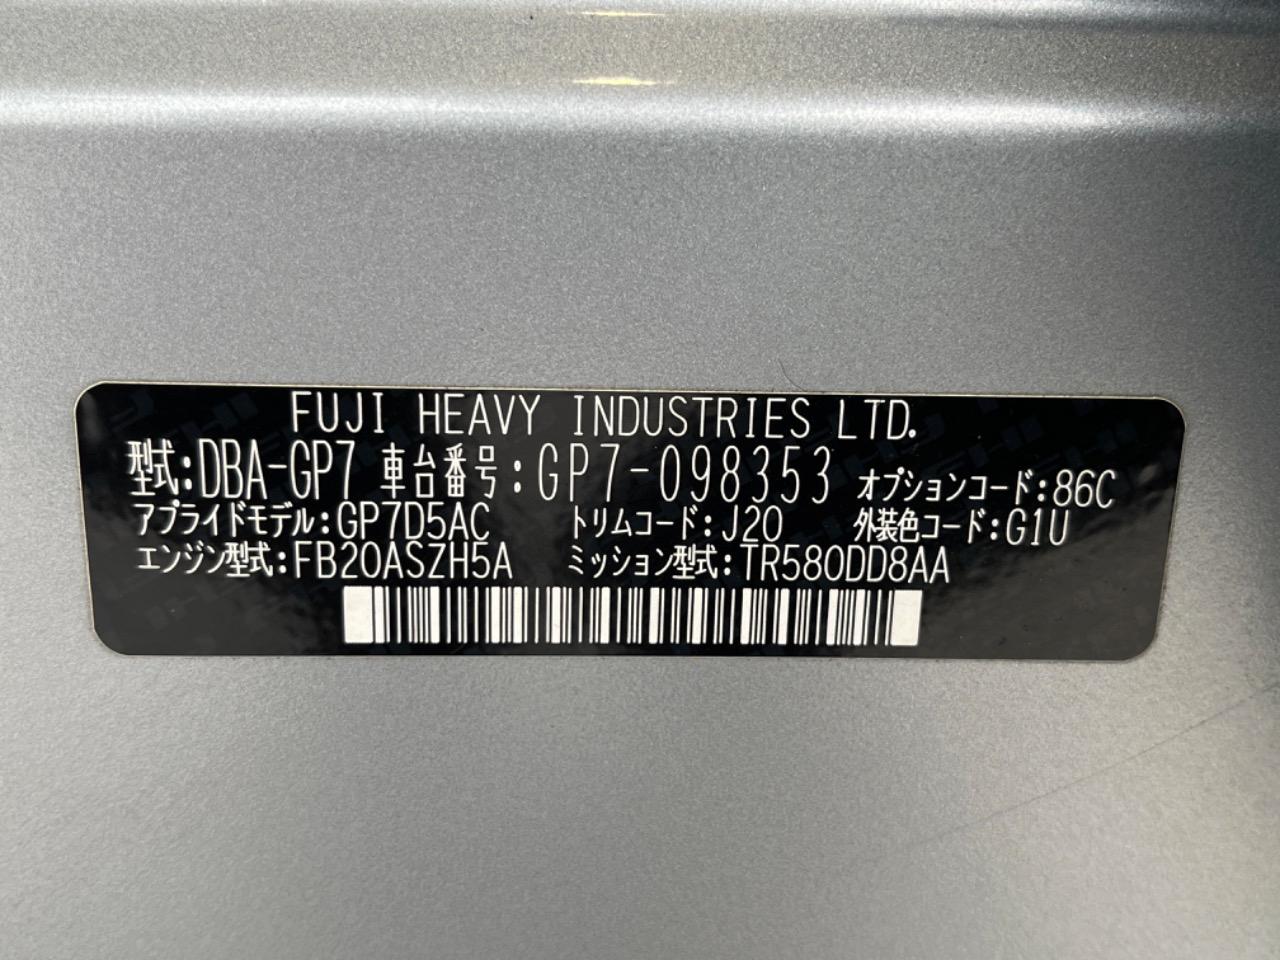 FUJI HEAVY INDUSTRIES LTD.
型式:DBA-GP7 車台番号:GP7-098353 オプションコード:86C
アプライドモデル:GP7D5AC トリムコード:J20 外装色コード:G1U
エンジン型式:FB20ASZH5A ミッション型式:TR580DD8AA